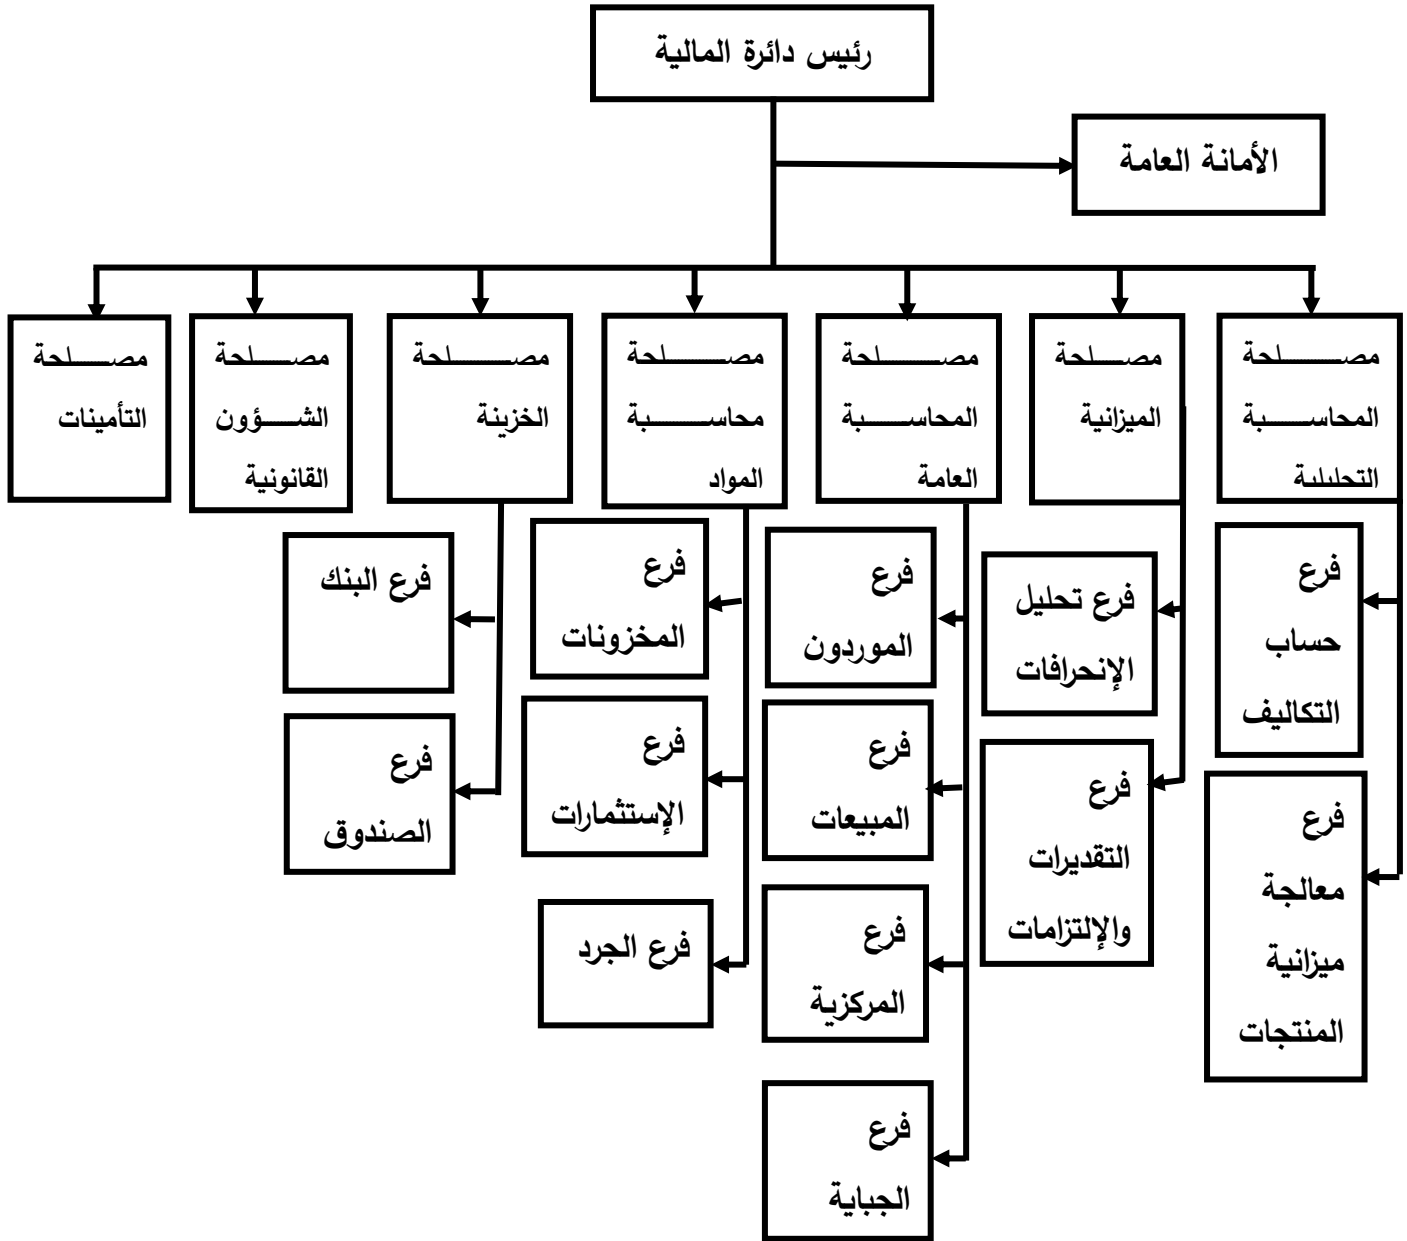 رئيس دائرة المالية
الأمانة العامة
مصلحة
المحاسبة
التحليلية
مصلحة
الميزانية
مصلحة
المحاسبة
العامة
مصلحة
محاسبة
المواد
مصلحة
الخزينة
مصلحة
الشؤون
القانونية
مصلحة
التأمينات
فرع
حساب
التكاليف
فرع
معالجة
ميزانية
المنتجات
فرع تحليل
الإنحرافات
فرع
التقديرات
والإلتزامات
فرع
الموردون
فرع
المبيعات
فرع
المركزية
فرع
الجباية
فرع
المخزونات
فرع
الإستثمارات
فرع الجرد
فرع البنك
فرع
الصندوق